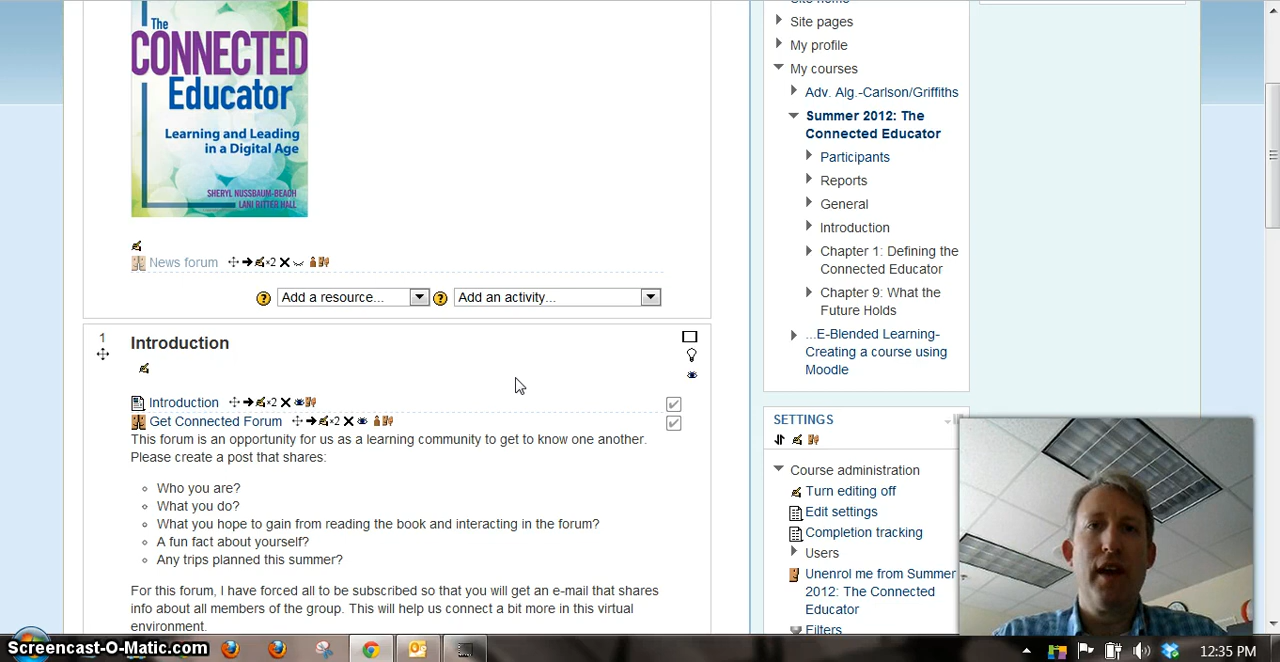 The
CONNECTED
Educator
Learning and Leading
in a Digital Age
SHERYL NUSSBAUM-BEACH
LANI RITTER HALL
News forum ×2
Add a resource... Add an activity...
1
Introduction
Introduction ×2
Get Connected Forum ×2
This forum is an opportunity for us as a learning community to get to know one another.
Please create a post that shares:
Who you are?
What you do?
What you hope to gain from reading the book and interacting in the forum?
A fun fact about yourself?
Any trips planned this summer?
For this forum, I have forced all to be subscribed so that you will get an e-mail that shares
info about all members of the group. This will help us connect a bit more in this virtual
environment.
Site home
Site pages
My profile
My courses
Adv. Alg.-Carlson/Griffiths
Summer 2012: The
Connected Educator
Participants
Reports
General
Introduction
Chapter 1: Defining the
Connected Educator
Chapter 9: What the
Future Holds
...E-Blended Learning-
Creating a course using
Moodle
SETTINGS
Course administration
Turn editing off
Edit settings
Completion tracking
Users
Unenrol me from Summer
2012: The Connected
Educator
Filters
Screencast-O-Matic.com
12:35 PM